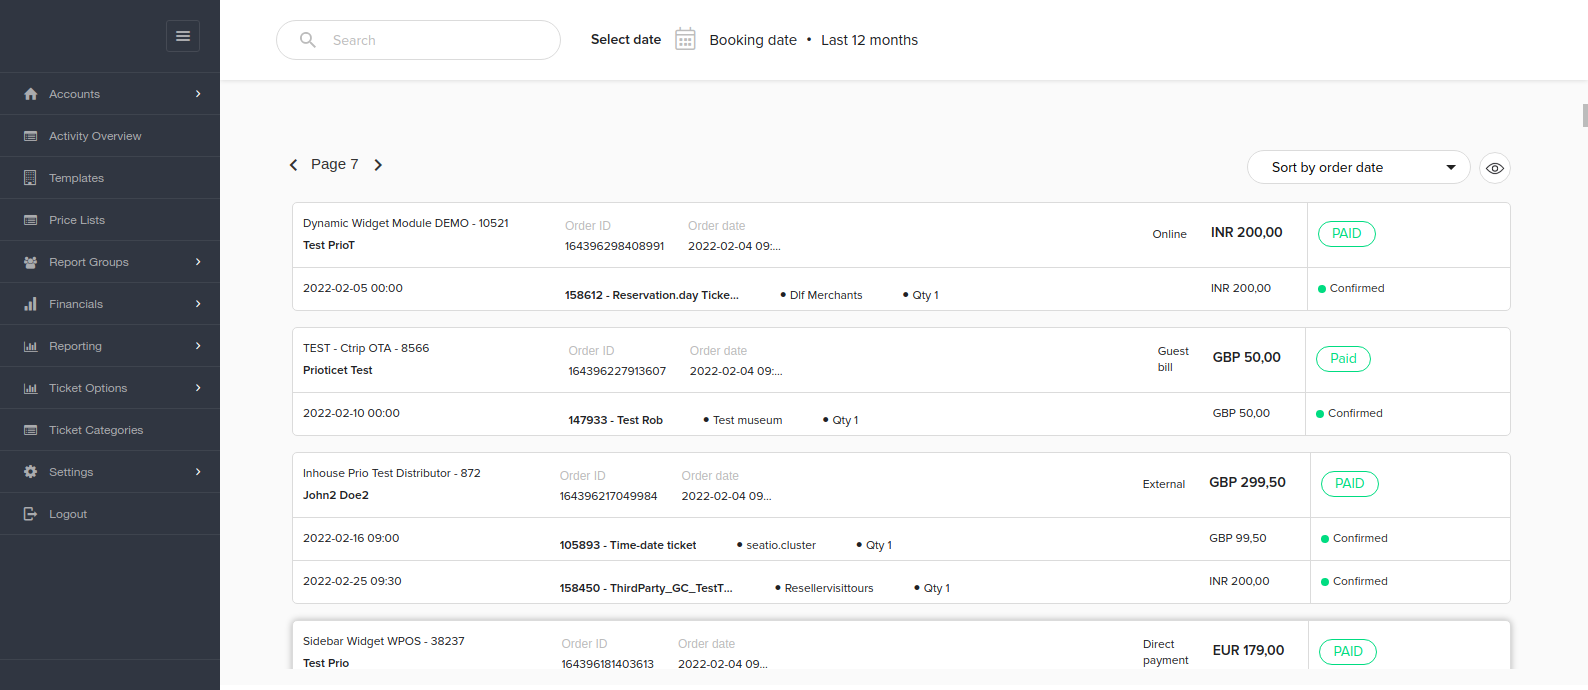 Search
Select date Booking date • Last 12 months
Accounts
Activity Overview
Templates
Price Lists
Report Groups
Financials
Reporting
Ticket Options
Ticket Categories
Settings
Logout
Page 7
Sort by order date
Dynamic Widget Module DEMO - 10521 Order ID Order date
Test PrioT 164396298408991 2022-02-04 09:... Online INR 200,00 PAID
2022-02-05 00:00 158612 - Reservation.day Ticke... • Dlf Merchants • Qty 1 INR 200,00 Confirmed
TEST - Ctrip OTA - 8566 Order ID Order date Guest
Prioticet Test 164396227913607 2022-02-04 09:... bill GBP 50,00 Paid
2022-02-10 00:00 147933 - Test Rob • Test museum • Qty 1 GBP 50,00 Confirmed
Inhouse Prio Test Distributor - 872 Order ID Order date
John2 Doe2 164396217049984 2022-02-04 09... External GBP 299,50 PAID
2022-02-16 09:00 105893 - Time-date ticket • seatio.cluster • Qty 1 GBP 99,50 Confirmed
2022-02-25 09:30 158450 - ThirdParty_GC_TestT... • Resellervisittours • Qty 1 INR 200,00 Confirmed
Sidebar Widget WPOS - 38237 Order ID Order date Direct
Test Prio 164396181403613 2022-02-04 09... payment EUR 179,00 PAID